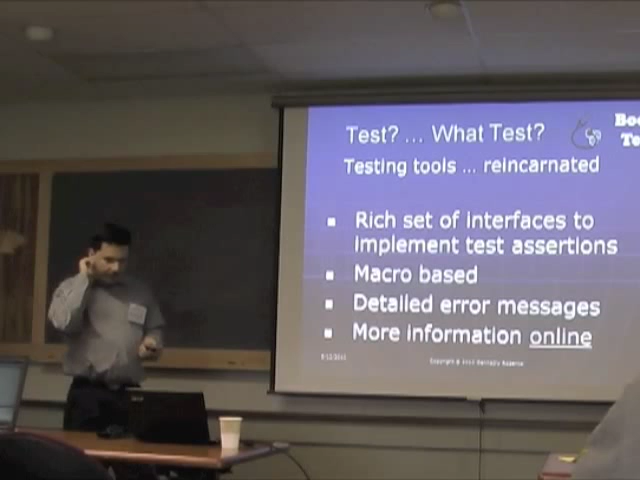 Test? ... What Test?
Testing tools ... reincarnated
Rich set of interfaces to
implement test assertions
Macro based
Detailed error messages
More information online